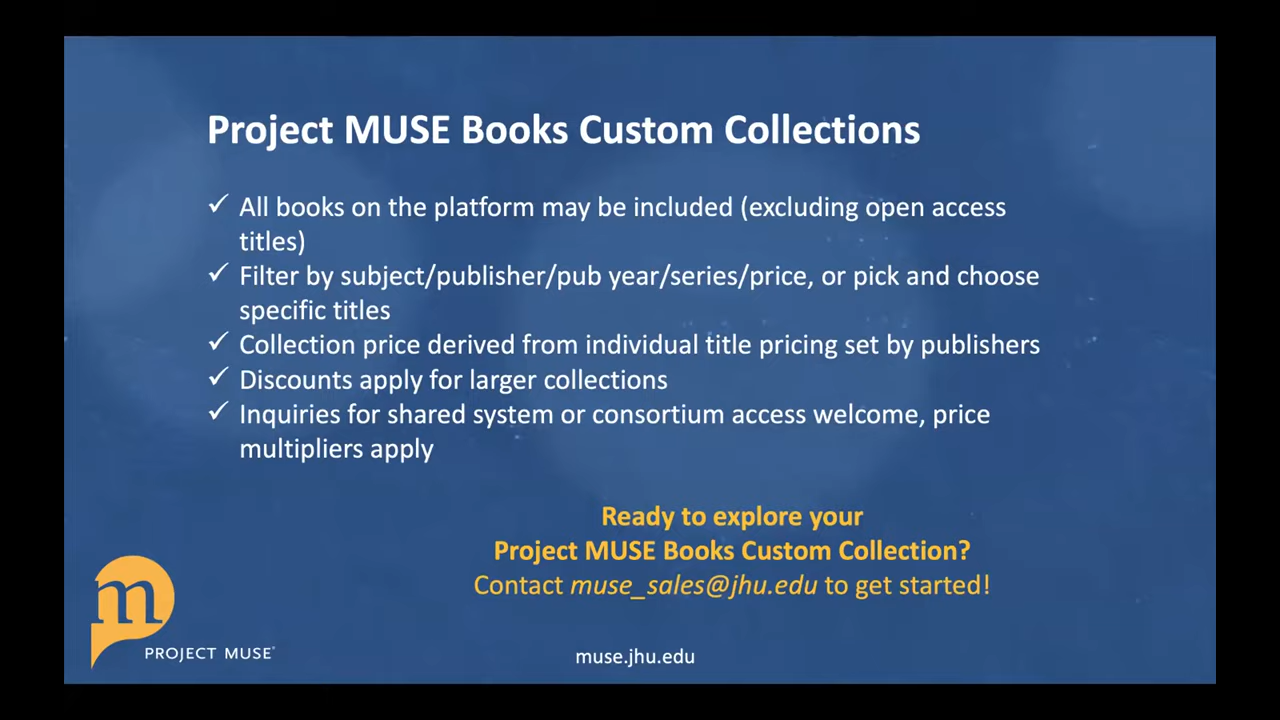 Project MUSE Books Custom Collections
✓ All books on the platform may be included (excluding open access
titles)
✓ Filter by subject/publisher/pub year/series/price, or pick and choose
specific titles
✓ Collection price derived from individual title pricing set by publishers
✓ Discounts apply for larger collections
✓ Inquiries for shared system or consortium access welcome, price
multipliers apply
Ready to explore your
Project MUSE Books Custom Collection?
Contact muse_sales@jhu.edu to get started!
m
PROJECT MUSE®
muse.jhu.edu